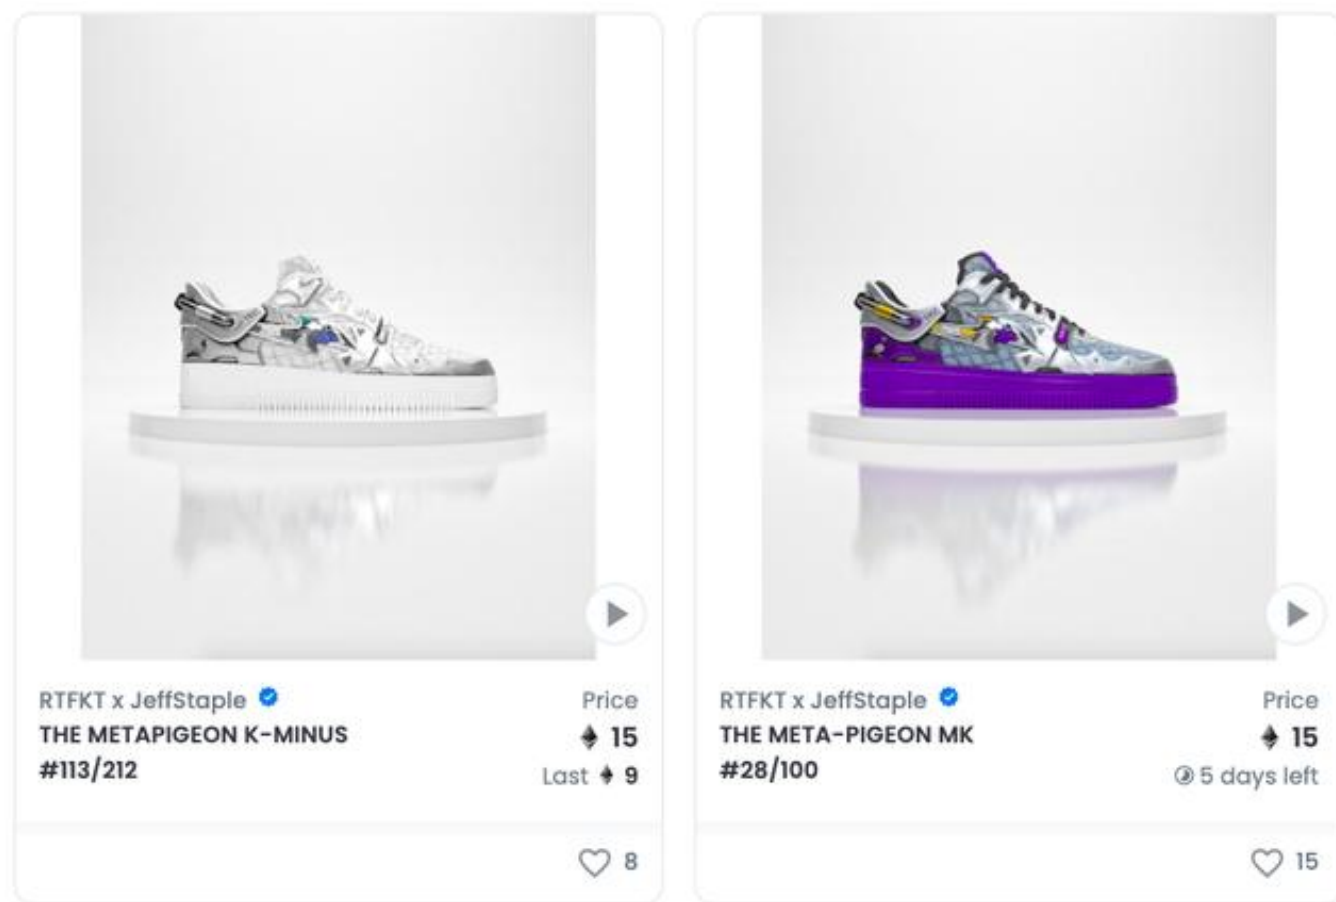 RTFKT x JeffStaple
Price
THE METAPIGEON K-MINUS
15
#113/212
Last 9
8
RTFKT x JeffStaple
Price
THE META-PIGEON MK
15
#28/100
5 days left
15